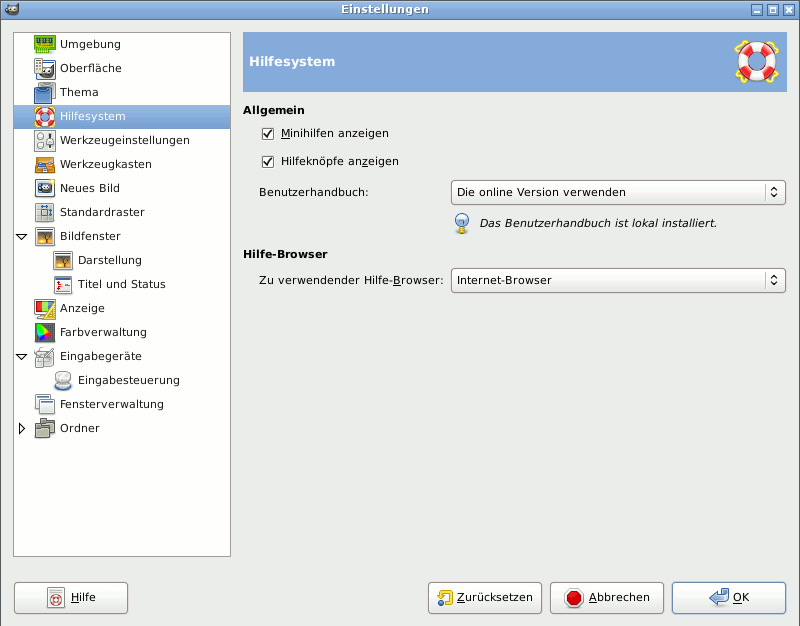 Einstellungen
Umgebung
Oberfläche
Thema
Hilfesystem
Werkzeugeinstellungen
Werkzeugkasten
Neues Bild
Standardraster
Bildfenster
Darstellung
Titel und Status
Anzeige
Farbverwaltung
Eingabegeräte
Eingabesteuerung
Fensterverwaltung
Ordner
Hilfesystem
Allgemein
Minihilfen anzeigen
Hilfeknöpfe anzeigen
Benutzerhandbuch: Die online Version verwenden
Das Benutzerhandbuch ist lokal installiert.
Hilfe-Browser
Zu verwendender Hilfe-Browser: Internet-Browser
Hilfe Zurücksetzen Abbrechen OK